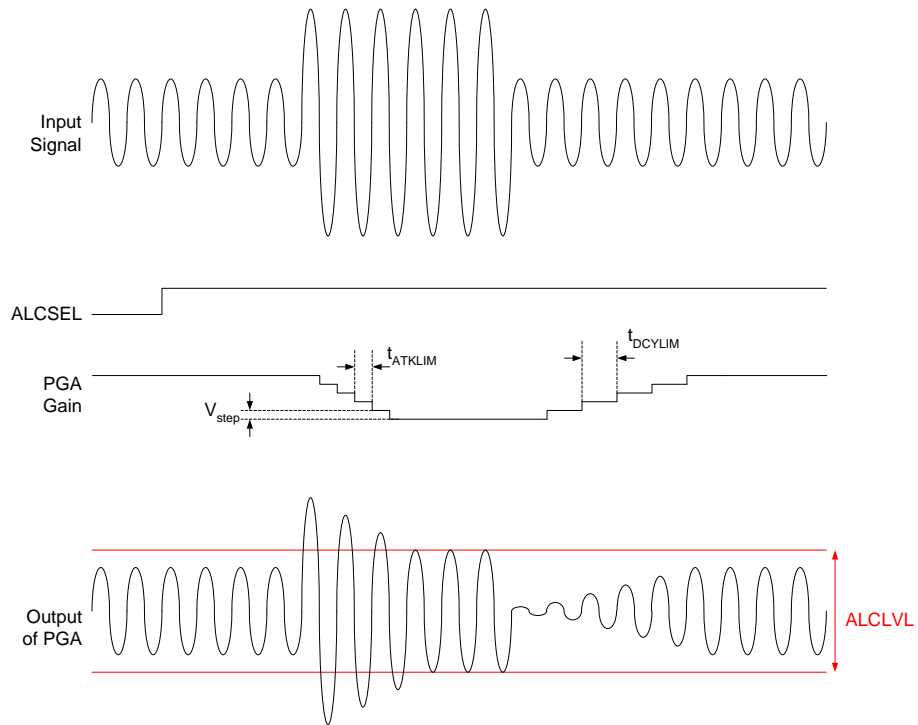 Input
Signal
ALCSEL
tATKLIM
tDCYLIM
PGA
Gain
Vstep
Output
of PGA
ALCLVL